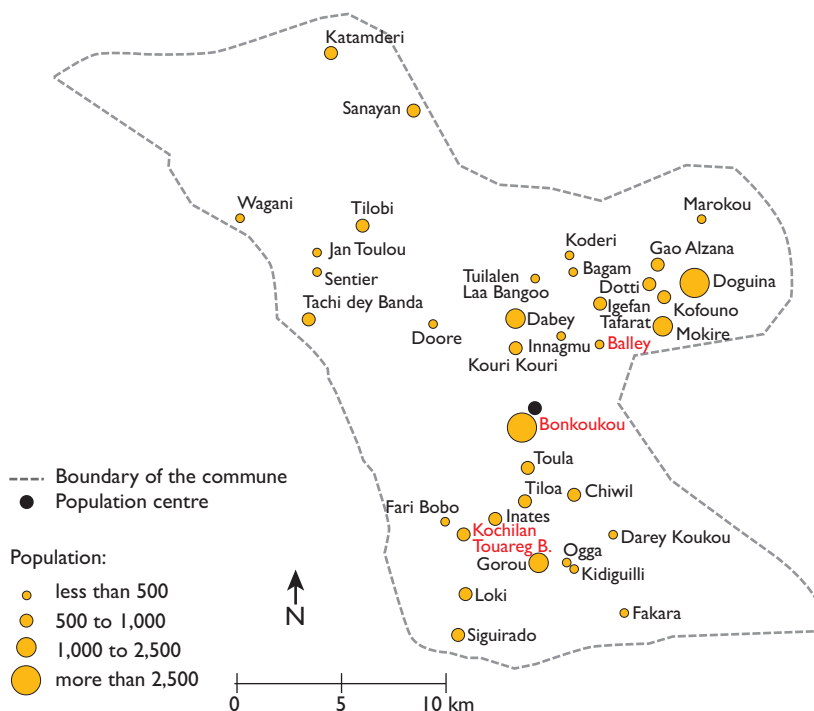 Katamderi
Sanayan
Wagani
Tilobi
Marokou
Jan Toulou
Koderi
Gao Alzana
Sentier
Tuilalen
Laa Bangoo
Bagam
Dotti
Doguina
Tachi dey Banda
Dabey
Igefan
Tafarat
Kofouno
Doore
Innagmu
Balley
Mokire
Kouri Kouri
Bonkoukou
Toula
Boundary of the commune
Population centre
Tiloa
Chiwil
Fari Bobo
Inates
Kochilan
Touareg B.
Darey Koukou
Ogga
Gorou
Kidiguilli
Population:
less than 500
500 to 1,000
1,000 to 2,500
more than 2,500
N
Loki
Fakara
Siguirado
0 5 10 km